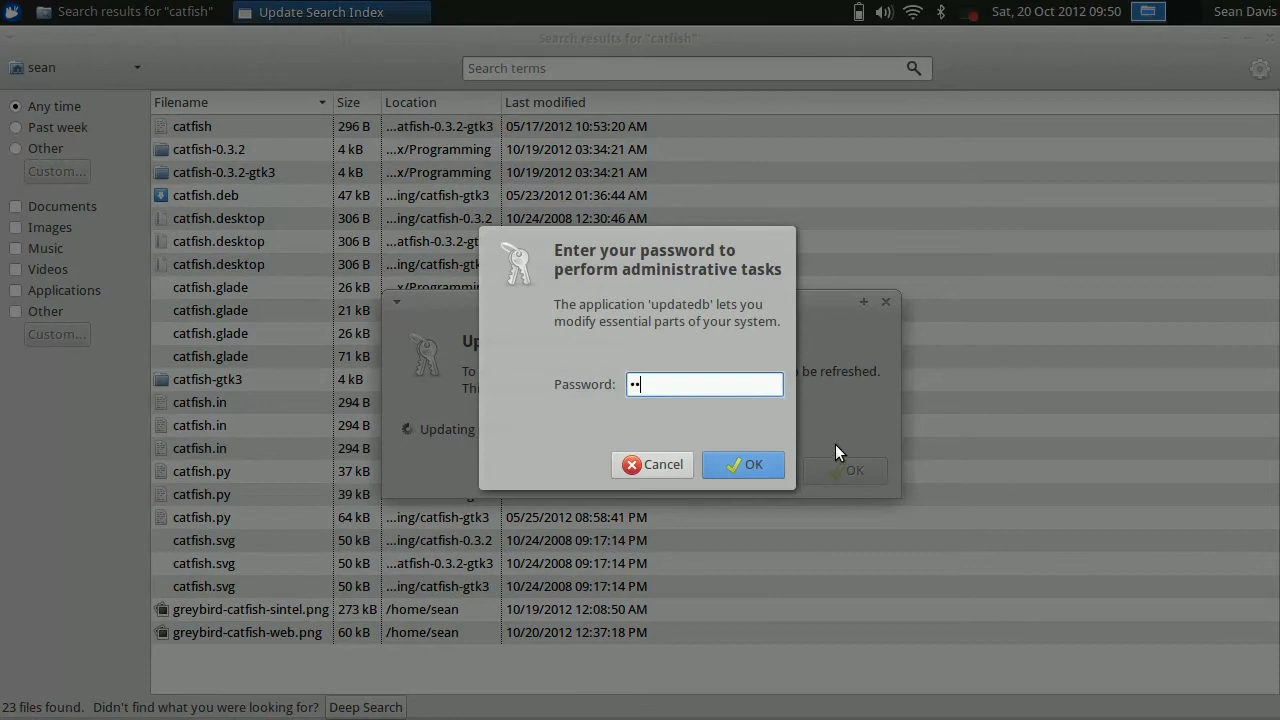 Search results for "catfish"
Update Search Index
Sat, 20 Oct 2012 09:50
Sean Davis
Search results for "catfish"
sean
Search terms
Any time
Past week
Other
Custom...
Documents
Images
Music
Videos
Applications
Other
Custom...
Filename Size Location Last modified
catfish 296 B ...atfish-0.3.2-gtk3 05/17/2012 10:53:20 AM
catfish-0.3.2 4 kB ...x/Programming 10/19/2012 03:34:21 AM
catfish-0.3.2-gtk3 4 kB ...x/Programming 10/19/2012 03:34:21 AM
catfish.deb 47 kB ...ing/catfish-gtk3 05/23/2012 01:36:44 AM
catfish.desktop 306 B ...ing/catfish-0.3.2 10/24/2008 12:30:46 AM
catfish.desktop 306 B ...atfish-0.3.2-gt
catfish.desktop 306 B ...ing/catfish-gtk
catfish.glade 26 kB ...x/Programming
catfish.glade 21 kB
catfish.glade 26 kB
catfish.glade 71 kB
catfish-gtk3 4 kB
catfish.in 294 B
catfish.in 294 B
catfish.in 294 B
catfish.py 37 kB
catfish.py 39 kB
catfish.py 64 kB ...ing/catfish-gtk3 05/25/2012 08:58:41 PM
catfish.svg 50 kB ...ing/catfish-0.3.2 10/24/2008 09:17:14 PM
catfish.svg 50 kB ...atfish-0.3.2-gtk3 10/24/2008 09:17:14 PM
catfish.svg 50 kB ...ing/catfish-gtk3 10/24/2008 09:17:14 PM
greybird-catfish-sintel.png 273 kB /home/sean 10/19/2012 12:08:50 AM
greybird-catfish-web.png 60 kB /home/sean 10/20/2012 12:37:18 PM
Up
To be refreshed.
Thi
Updating
OK
Enter your password to
perform administrative tasks
The application 'updatedb' lets you
modify essential parts of your system.
Password: ••
Cancel
OK
23 files found. Didn't find what you were looking for? Deep Search